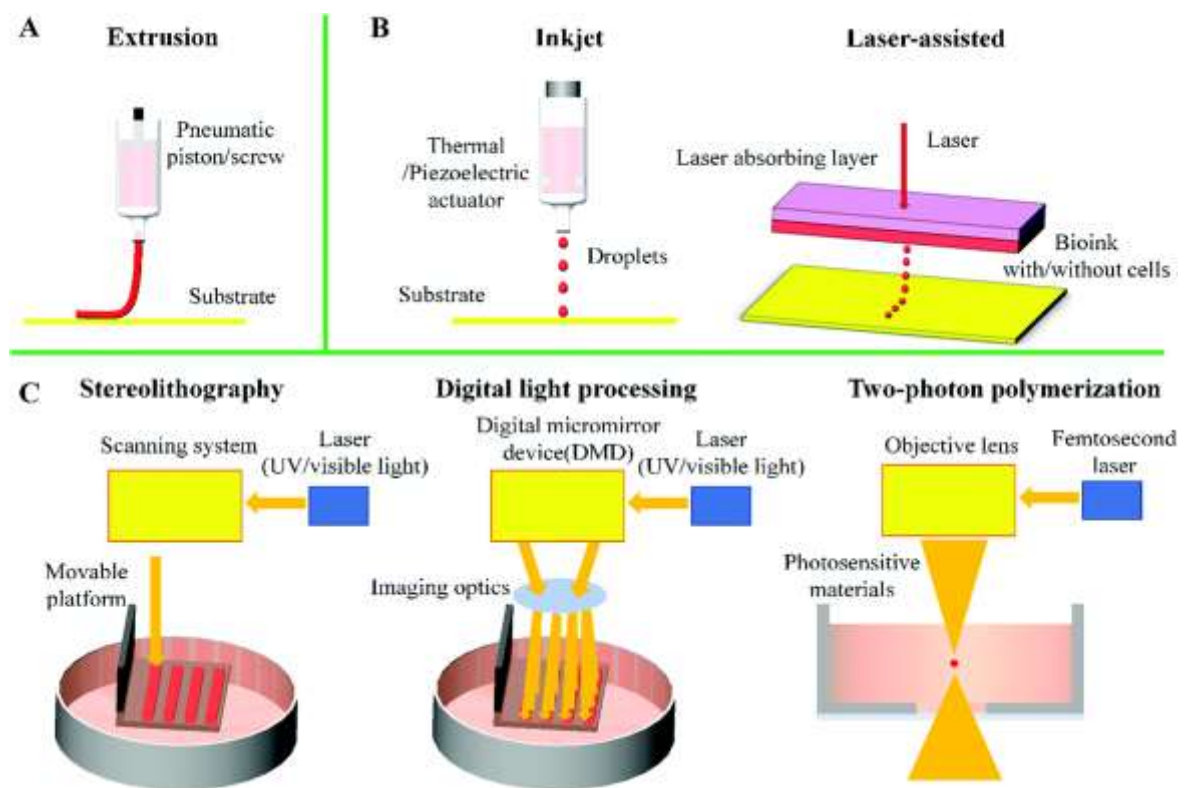 A
Extrusion
Pneumatic
piston/screw
Substrate
B
Inkjet
Thermal
/Piezoelectric
actuator
Droplets
Substrate
Laser-assisted
Laser
Laser absorbing layer
Bioink
with/without cells
C
Stereolithography
Scanning system
Laser
(UV/visible light)
Movable
platform
Digital light processing
Digital micromirror
device(DMD)
Laser
(UV/visible light)
Imaging optics
Two-photon polymerization
Objective lens
Femtosecond
laser
Photosensitive
materials